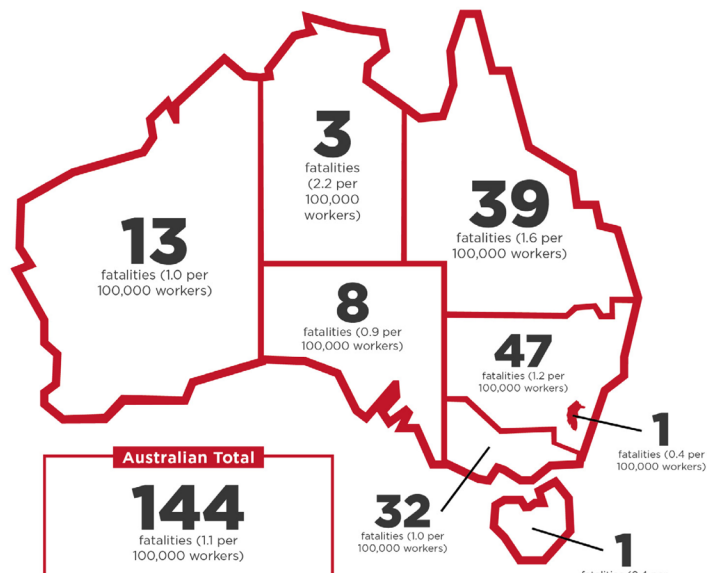 3
fatalities
(2.2 per
100,000
workers)
39
fatalities (1.6 per
100,000 workers)
13
fatalities (1.0 per
100,000 workers)
8
fatalities (0.9 per
100,000 workers)
47
fatalities (1.2 per
100,000 workers)
1
fatalities (0.4 per
100,000 workers)
Australian Total
144
fatalities (1.1 per
100,000 workers)
32
fatalities (1.0 per
100,000 workers)
1